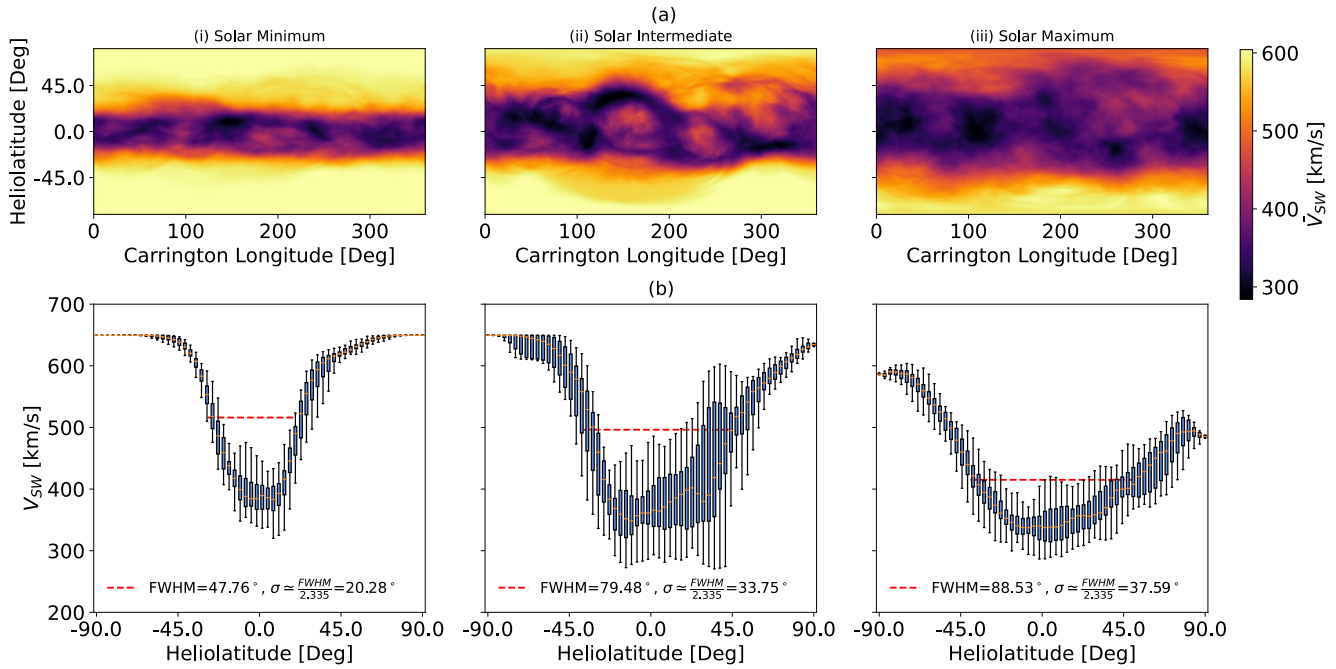 (a)
(i) Solar Minimum
(ii) Solar Intermediate
(iii) Solar Maximum
Heliolatitude [Deg]
45.0
0.0
-45.0
0 100 200 300
Carrington Longitude [Deg]
0 100 200 300
Carrington Longitude [Deg]
0 100 200 300
Carrington Longitude [Deg]
600
500
400
300
V̄_SW [km/s]
(b)
V_SW [km/s]
700
600
500
400
300
200
FWHM=47.76°, σ≃FWHM/2.335=20.28°
FWHM=79.48°, σ≃FWHM/2.335=33.75°
FWHM=88.53°, σ≃FWHM/2.335=37.59°
-90.0 -45.0 0.0 45.0 90.0
Heliolatitude [Deg]
-90.0 -45.0 0.0 45.0 90.0
Heliolatitude [Deg]
-90.0 -45.0 0.0 45.0 90.0
Heliolatitude [Deg]